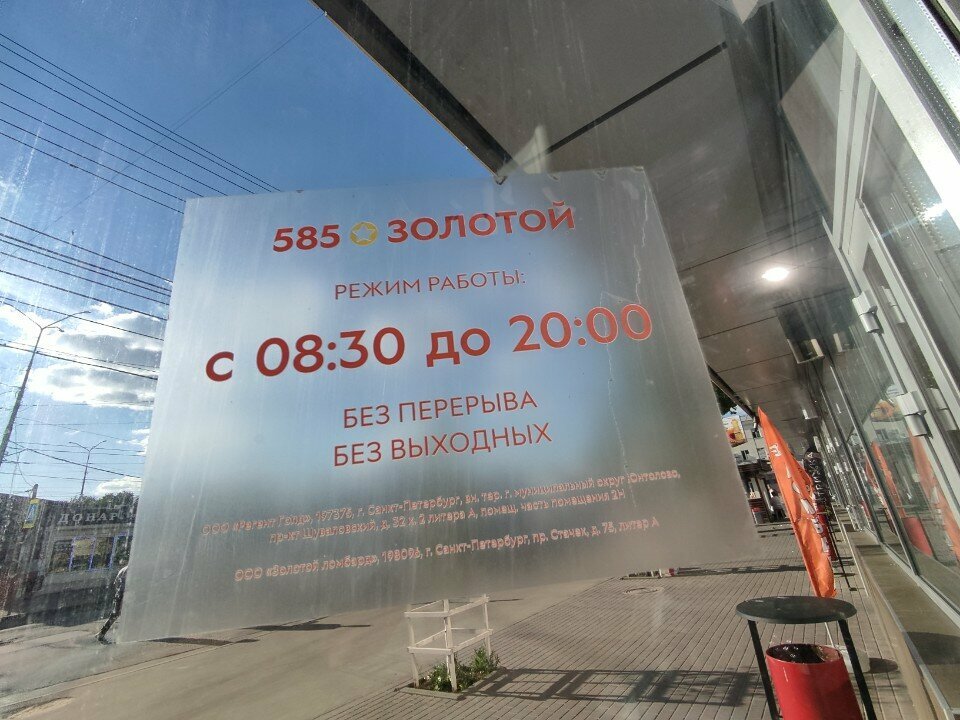 585 ЗОЛОТОЙ
РЕЖИМ РАБОТЫ:
с 08:30 до 20:00
БЕЗ ПЕРЕРЫВА
БЕЗ ВЫХОДНЫХ
ООО «Регент Голд», 197376, г. Санкт-Петербург, вн. тер. г. муниципальный округ Юнтолово,
пр-кт Шуваловский, д. 32 к. 2 литера А, помещ. часть помещения 2Н
ООО «Золотой ломбард», 198096, г. Санкт-Петербург, пр. Стачек, д. 75, литер А